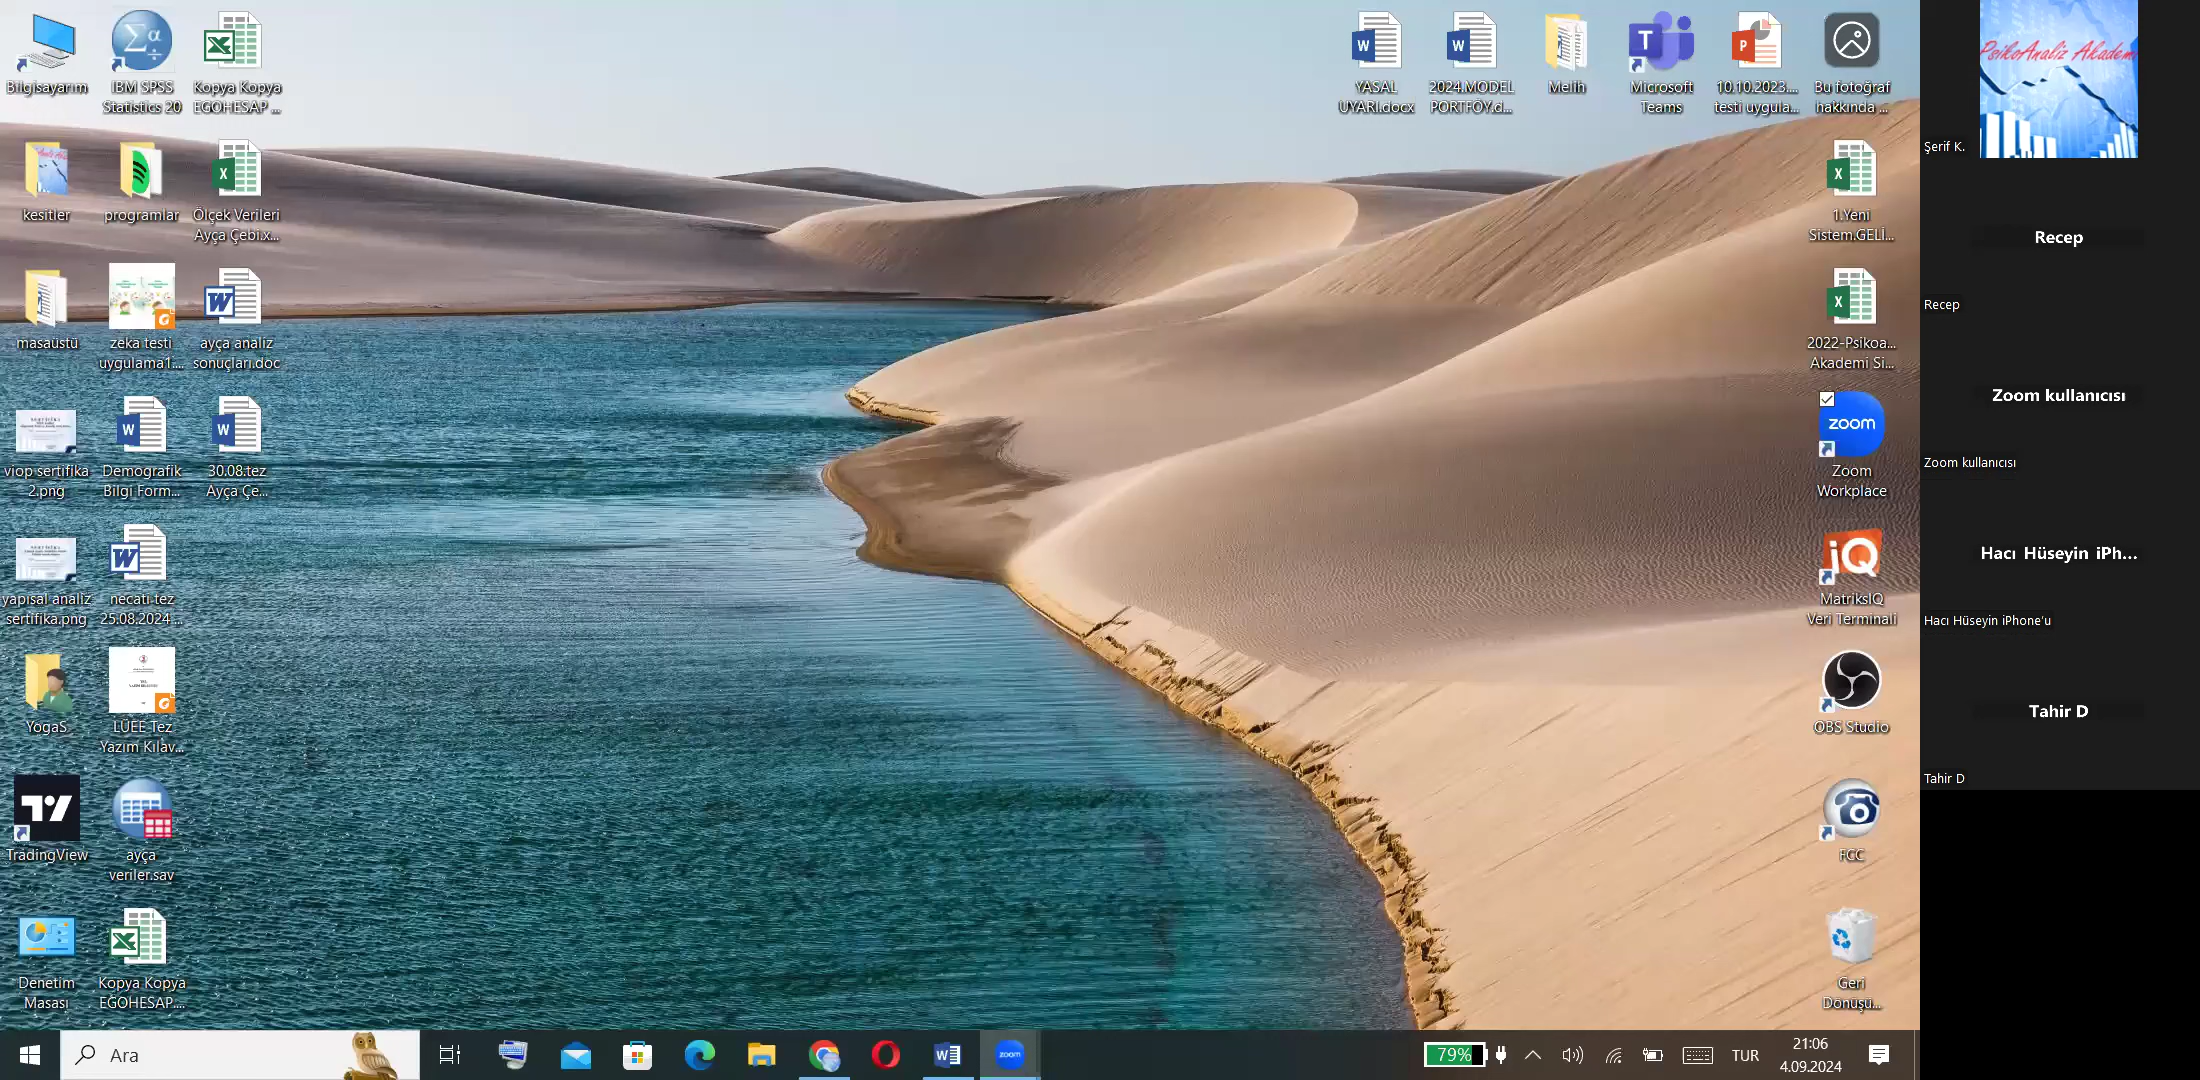 Bilgisayarım
IBM SPSS
Statistics 20
Kopya Kopya
EGOHESAP ...
kesitler
programlar
Ölçek Verileri
Ayça Çebi.x...
masaüstü
zeka testi
uygulama1....
ayça analiz
sonuçları.doc
viop sertifika
2.png
Demografik
Bilgi Form...
30.08.tez
Ayça Çe...
yapısal analiz
sertifika.png
necati tez
25.08.2024-...
YogaS
LÜEE Tez
Yazım Kılav...
TradingView
ayça
veriler.sav
Denetim
Masası
Kopya Kopya
EGOHESAP....
YASAL
UYARI.docx
2024.MODEL
PORTFÖY.d...
Melih
Microsoft
Teams
10.10.2023....
testi uygula...
Bu fotoğraf
hakkında ...
1.Yeni
Sistem.GELİ...
2022-Psikoa...
Akademi Si...
zoom
Zoom
Workplace
iQ
MatriksIQ
Veri Terminali
OBS Studio
FCC
Geri
Dönüşü...
PsikoAnaliz Akademi
Şerif K.
Recep
Recep
Zoom kullanıcısı
Zoom kullanıcısı
Hacı Hüseyin iPh...
Hacı Hüseyin iPhone'u
Tahir D
Tahir D
Ara
zoom
79%
TUR
21:06
4.09.2024